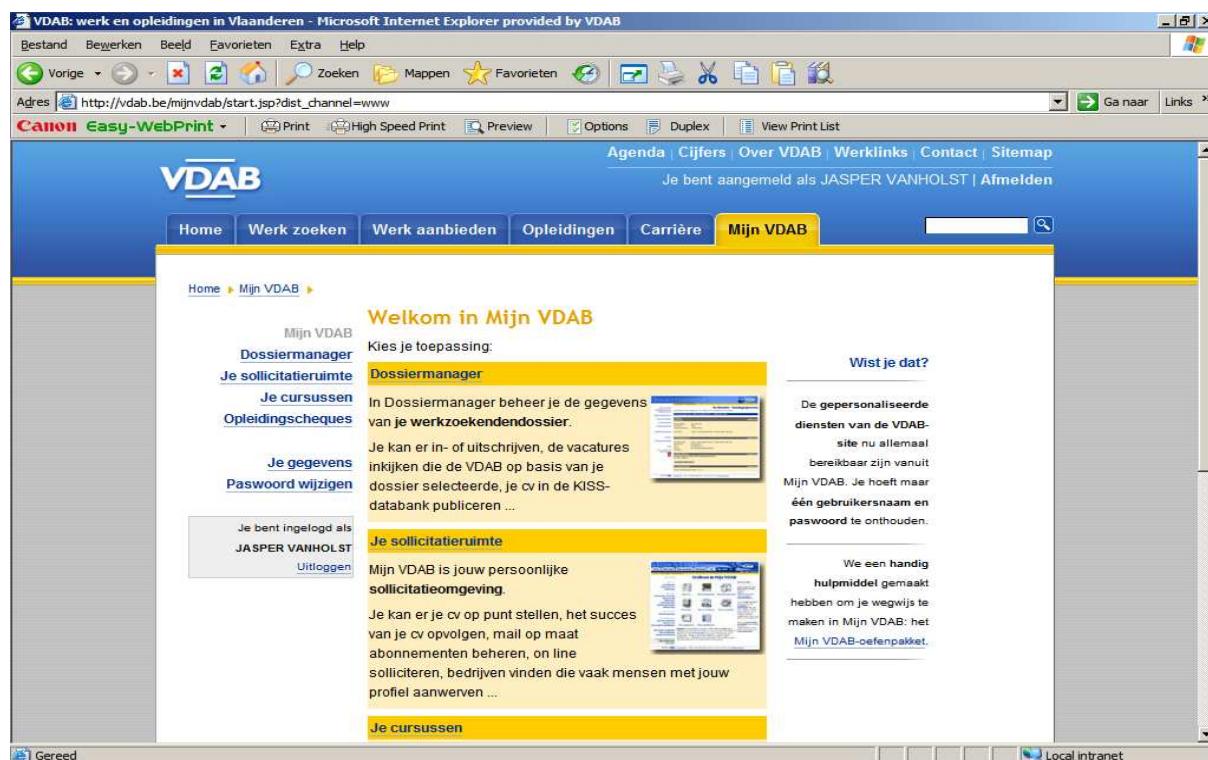 VDAB: werk en opleidingen in Vlaanderen - Microsoft Internet Explorer provided by VDAB
Bestand Bewerken Beeld Favorieten Extra Help
Vorige Zoeken Mappen Favorieten
Adres http://vdab.be/mijnvdab/start.jsp?dist_channel=www Ga naar Links »
Canon Easy-WebPrint Print High Speed Print Preview Options Duplex View Print List
Agenda | Cijfers | Over VDAB | Werklinks | Contact | Sitemap
VDAB
Je bent aangemeld als JASPER VANHOLST | Afmelden
Home Werk zoeken Werk aanbieden Opleidingen Carrière Mijn VDAB
Home Mijn VDAB
Mijn VDAB
Dossiermanager
Je sollicitatieruimte
Je cursussen
Opleidingscheques
Je gegevens
Paswoord wijzigen
Je bent ingelogd als
JASPER VANHOLST
Uitloggen
Welkom in Mijn VDAB
Kies je toepassing:
Dossiermanager
In Dossiermanager beheer je de gegevens
van je werkzoekendendossier.
Je kan er in- of uitschrijven, de vacatures
inkijken die de VDAB op basis van je
dossier selecteerde, je cv in de KISS-
databank publiceren ...
Je sollicitatieruimte
Mijn VDAB is jouw persoonlijke
sollicitatieomgeving.
Je kan er je cv op punt stellen, het succes
van je cv opvolgen, mail op maat
abonnementen beheren, on line
solliciteren, bedrijven vinden die vaak mensen met jouw
profiel aanwerven ...
Je cursussen
Wist je dat?
De gepersonaliseerde
diensten van de VDAB-
site nu allemaal
bereikbaar zijn vanuit
Mijn VDAB. Je hoeft maar
één gebruikersnaam en
paswoord te onthouden.
We een handig
hulpmiddel gemaakt
hebben om je wegwijs te
maken in Mijn VDAB: het
Mijn VDAB-oefenpakket.
Gereed Local intranet